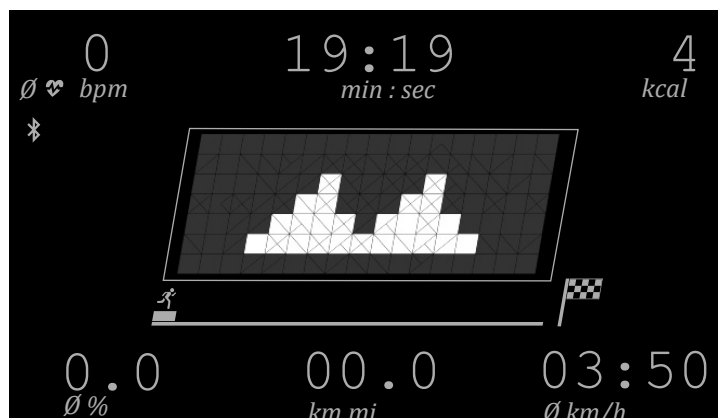 0 19:19 4
Ø bpm min : sec kcal
0.0 00.0 03:50
Ø % km mi Ø km/h